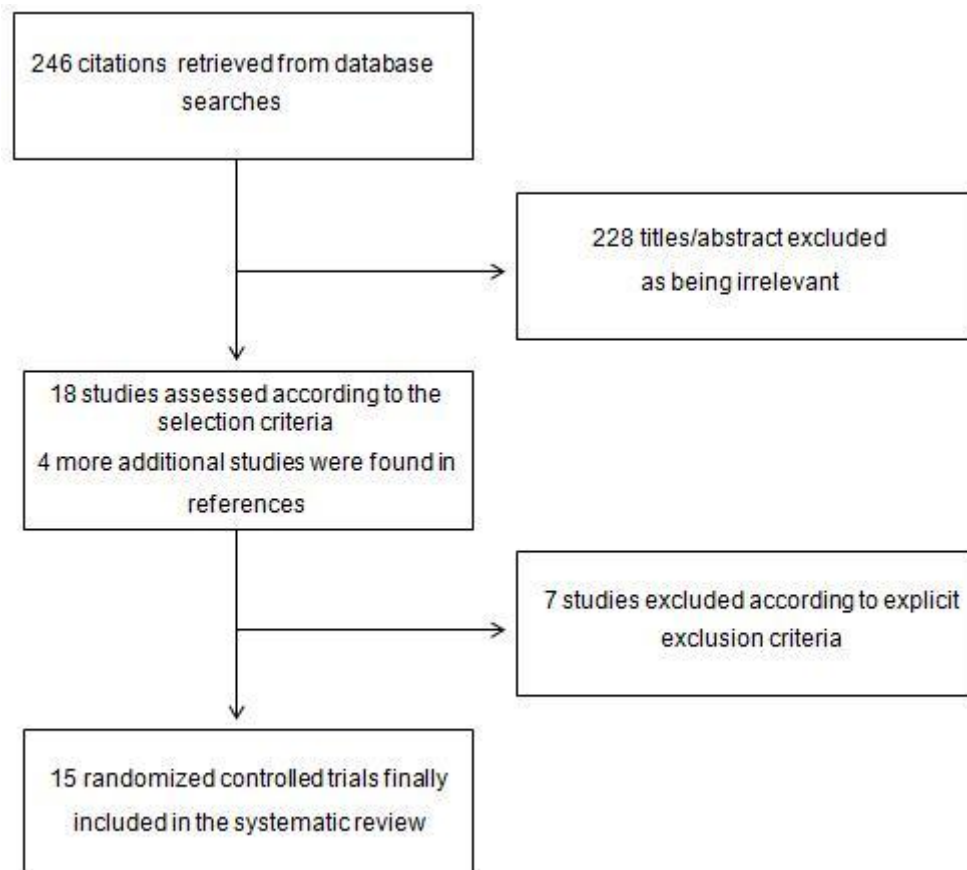 246 citations retrieved from database
searches
228 titles/abstract excluded
as being irrelevant
18 studies assessed according to the
selection criteria
4 more additional studies were found in
references
7 studies excluded according to explicit
exclusion criteria
15 randomized controlled trials finally
included in the systematic review